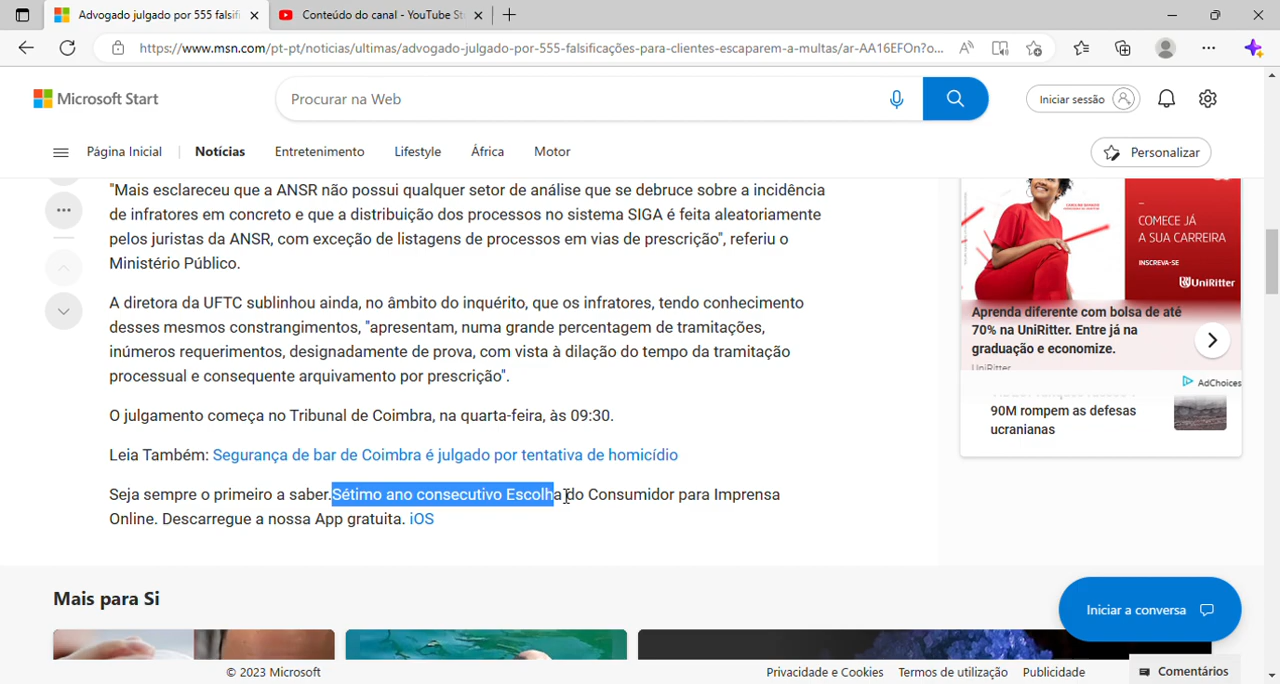 Advogado julgado por 555 falsifi
Conteúdo do canal - YouTube St
https://www.msn.com/pt-pt/noticias/ultimas/advogado-julgado-por-555-falsificações-para-clientes-escaparem-a-multas/ar-AA16EFOn?o...
Microsoft Start
Procurar na Web
Iniciar sessão
Página Inicial
Notícias
Entretenimento
Lifestyle
África
Motor
Personalizar
"Mais esclareceu que a ANSR não possui qualquer setor de análise que se debruce sobre a incidência
de infratores em concreto e que a distribuição dos processos no sistema SIGA é feita aleatoriamente
pelos juristas da ANSR, com exceção de listagens de processos em vias de prescrição", referiu o
Ministério Público.
A diretora da UFTC sublinhou ainda, no âmbito do inquérito, que os infratores, tendo conhecimento
desses mesmos constrangimentos, "apresentam, numa grande percentagem de tramitações,
inúmeros requerimentos, designadamente de prova, com vista à dilação do tempo da tramitação
processual e consequente arquivamento por prescrição".
O julgamento começa no Tribunal de Coimbra, na quarta-feira, às 09:30.
Leia Também: Segurança de bar de Coimbra é julgado por tentativa de homicídio
Seja sempre o primeiro a saber.Sétimo ano consecutivo Escolha do Consumidor para Imprensa
Online. Descarregue a nossa App gratuita. iOS
COMECE JÁ
A SUA CARREIRA
INSCREVA-SE
UniRitter
Aprenda diferente com bolsa de até
70% na UniRitter. Entre já na
graduação e economize.
UniRitter
AdChoices
90M rompem as defesas
ucranianas
Mais para Si
Iniciar a conversa
© 2023 Microsoft
Privacidade e Cookies
Termos de utilização
Publicidade
Comentários